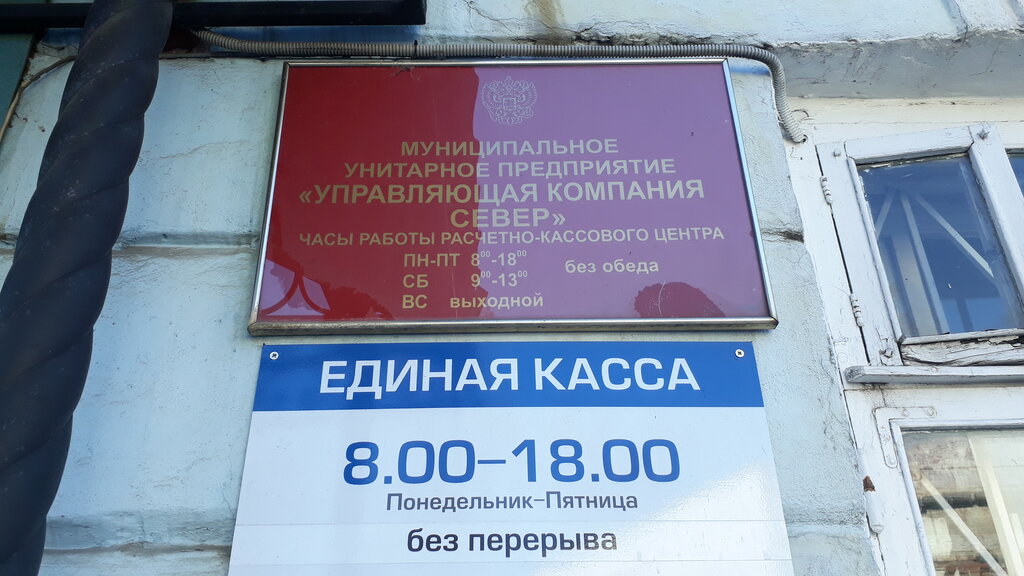 МУНИЦИПАЛЬНОЕ
УНИТАРНОЕ ПРЕДПРИЯТИЕ
«УПРАВЛЯЮЩАЯ КОМПАНИЯ
СЕВЕР»
ЧАСЫ РАБОТЫ РАСЧЕТНО-КАССОВОГО ЦЕНТРА
ПН-ПТ 8⁰⁰-18⁰⁰ без обеда
СБ 9⁰⁰-13⁰⁰
ВС выходной
ЕДИНАЯ КАССА
8.00–18.00
Понедельник–Пятница
без перерыва